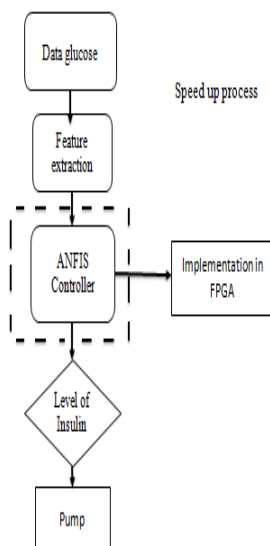 Data glucose
Speed up process
Feature
extraction
ANFIS
Controller
Implementation in
FPGA
Level of
Insulin
Pump